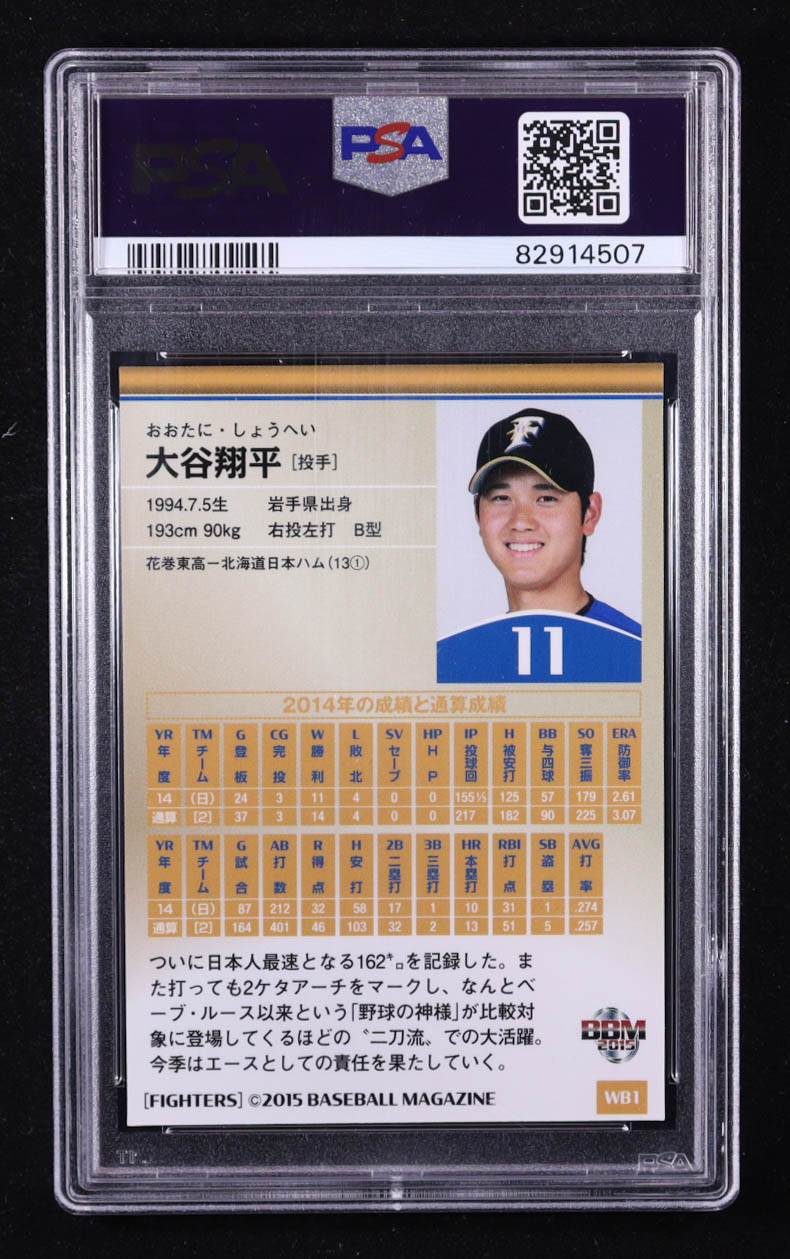 PSA
PSA
82914507
おおたに・しょうへい
大谷翔平 [投手]
1994.7.5生 岩手県出身
193cm 90kg 右投左打 B型
花巻東高ー北海道日本ハム(13①)
F
11
2014年の成績と通算成績
YR TM G CG W L SV HP IP H BB SO ERA
年度 チーム 登板 完投 勝利 敗北 セーブ HP 投球回 被安打 与四球 奪三振 防御率
14 (日) 24 3 11 4 0 0 155⅓ 125 57 179 2.61
通算 [2] 37 3 14 4 0 0 217 182 90 225 3.07
YR TM G AB R H 2B 3B HR RBI SB AVG
年度 チーム 試合 打数 得点 安打 二塁打 三塁打 本塁打 打点 盗塁 打率
14 (日) 87 212 32 58 17 1 10 31 1 .274
通算 [2] 164 401 46 103 32 2 13 51 5 .257
ついに日本人最速となる162㌔を記録した。ま
た打っても2ケタアーチをマークし、なんとベ
ーブ・ルース以来という「野球の神様」が比較対
象に登場してくるほどの〝二刀流〟での大活躍。
今季はエースとしての責任を果たしていく。
BBM
2015
[FIGHTERS] ©2015 BASEBALL MAGAZINE
WB1
PSA